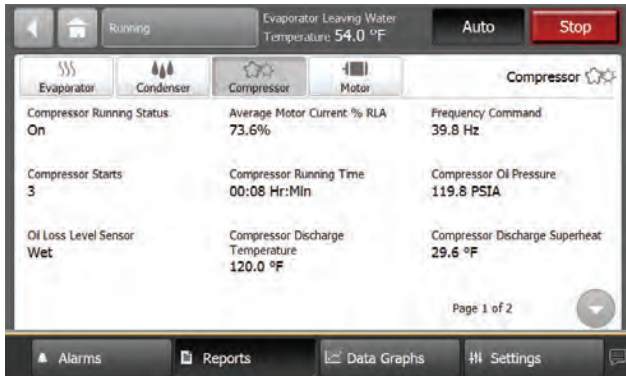 Running
Evaporator Leaving Water
Temperature 54.0 °F
Auto
Stop
Evaporator
Condenser
Compressor
Motor
Compressor
Compressor Running Status
On
Average Motor Current % RLA
73.6%
Frequency Command
39.8 Hz
Compressor Starts
3
Compressor Running Time
00:08 Hr:Min
Compressor Oil Pressure
119.8 PSIA
Oil Loss Level Sensor
Wet
Compressor Discharge
Temperature
120.0 °F
Compressor Discharge Superheat
29.6 °F
Page 1 of 2
Alarms
Reports
Data Graphs
Settings